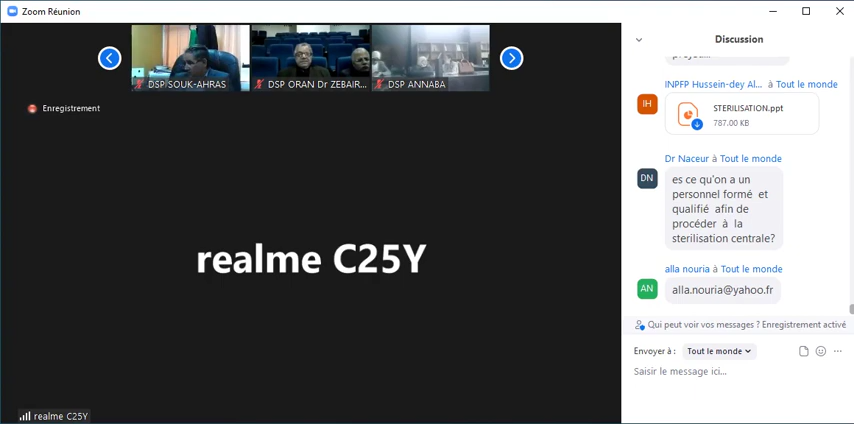 Zoom Réunion
DSP SOUK-AHRAS
DSP ORAN Dr ZEBAIR...
DSP ANNABA
Enregistrement
realme C25Y
realme C25Y
Discussion
INPFP Hussein-dey Al... à Tout le monde
IH
STERILISATION.ppt
787.00 KB
Dr Naceur à Tout le monde
DN
es ce qu'on a un
personnel formé et
qualifié afin de
procéder à la
sterilisation centrale?
alla nouria à Tout le monde
AN
alla.nouria@yahoo.fr
Qui peut voir vos messages ? Enregistrement activé
Envoyer à : Tout le monde
Saisir le message ici...